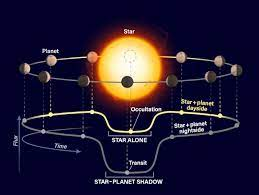 Star
Planet
Occultation
Star + planet
dayside
STAR ALONE
Star + planet
nightside
Flux
Time
Transit
STAR–PLANET SHADOW